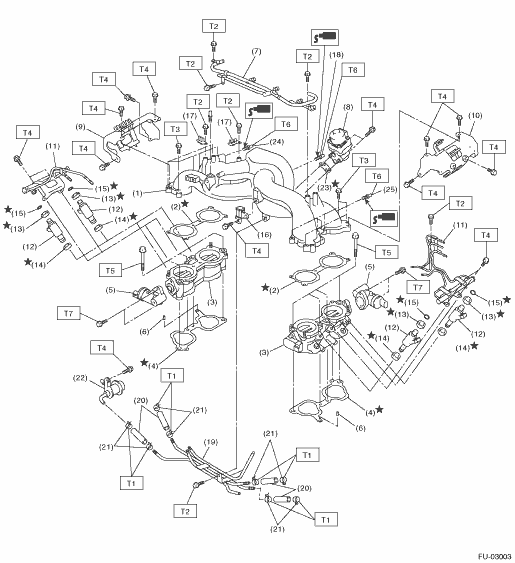 T2
(7)
T2
T2
(18)
T6
T4
T4
(8)
T4
T4
T4
(10)
T4
(9)
(17)
T2
T2
(17)
T6
(24)
T4
(11)
T4
T3
T3
T4
(15)★
(13)★
(1)
(23)★
T6
(25)
T4
T2
★(15)
★(13)
(12)
(14)★
(2)★
(16)
T4
(11)
T4
(12)
★(14)
T5
T5
★(2)
(5)
(5)
(3)
T7
★(15)
(15)★
★(13)
(13)★
T7
(6)
(12)
(12)
★(14)
(14)★
T4
★(4)
(3)
(22)
T1
(20)
(21)
★(13)
(4)★
(6)
(21)
(19)
(21)
T1
T1
(20)
T2
(21)
T1
FU-03003